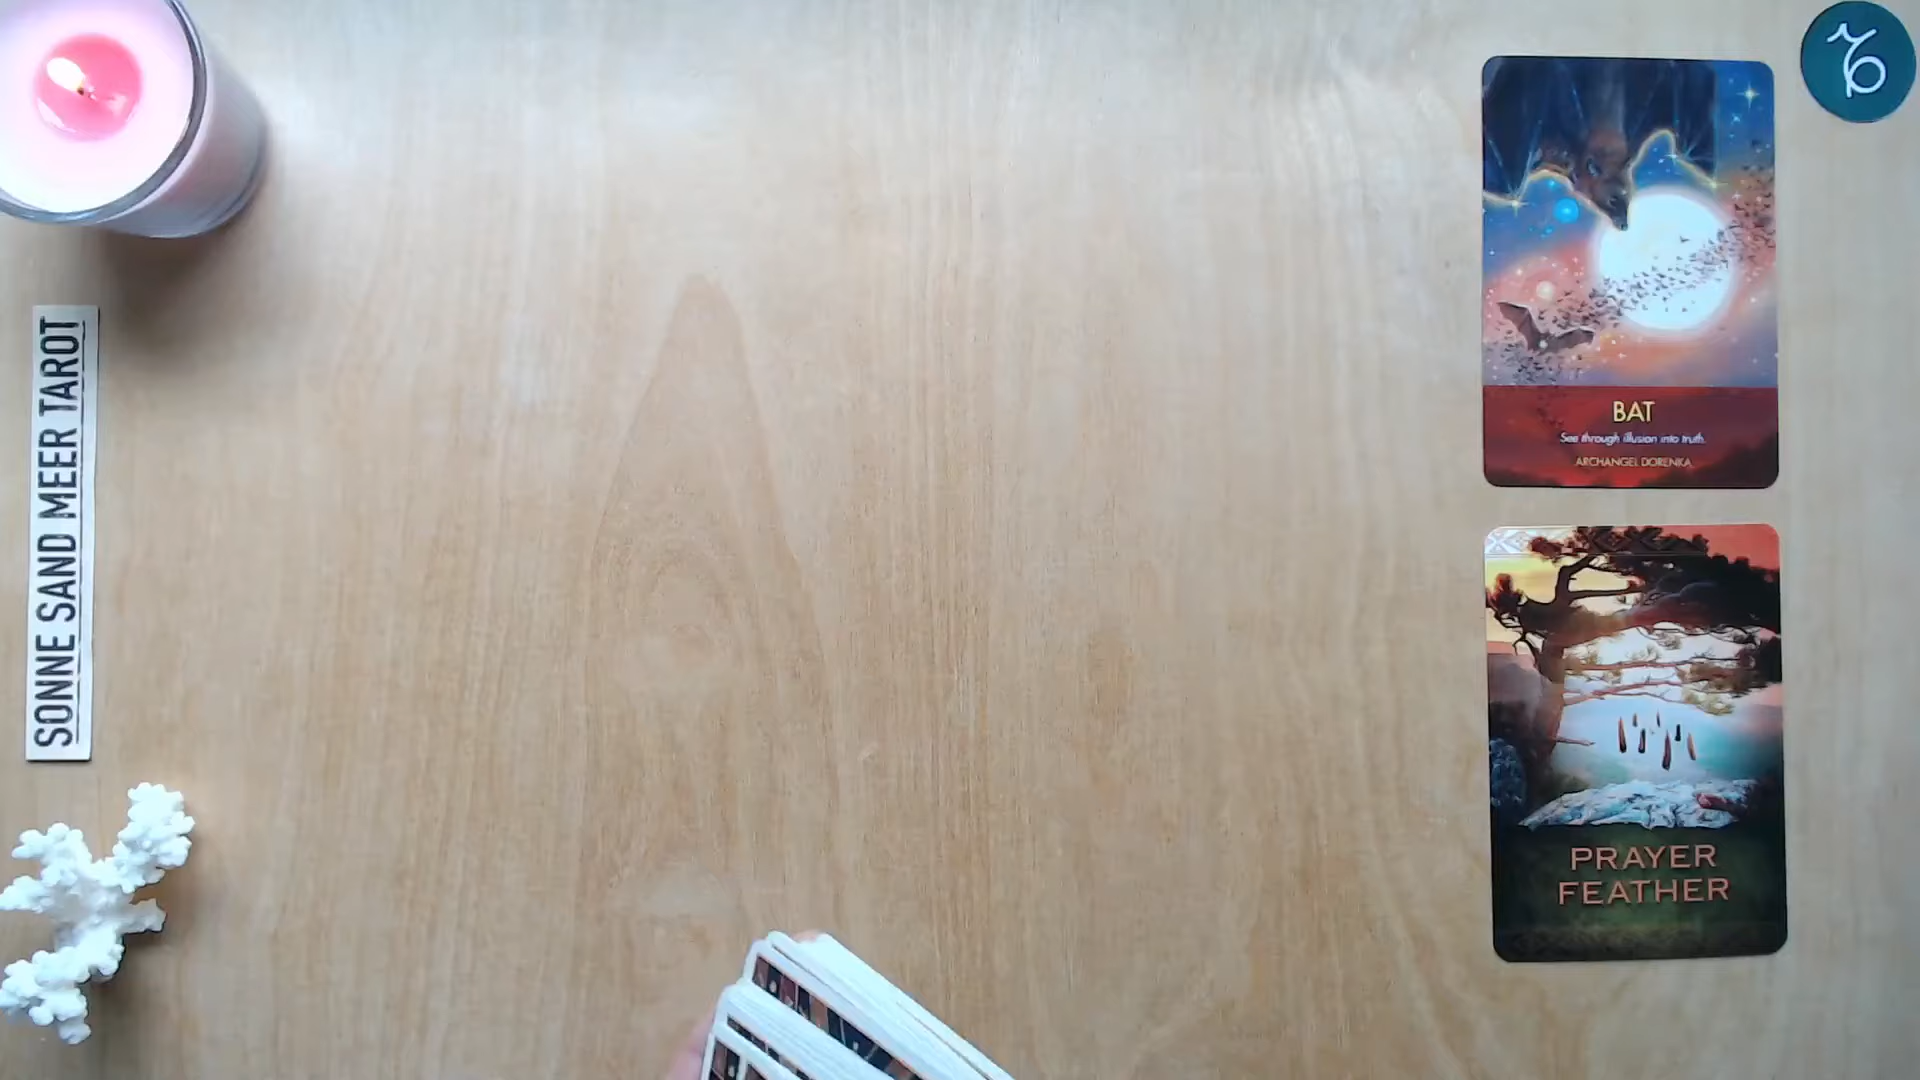 SONNE SAND MEER TAROT
BAT
See through illusion into truth.
ARCHANGEL DORENKA
PRAYER
FEATHER